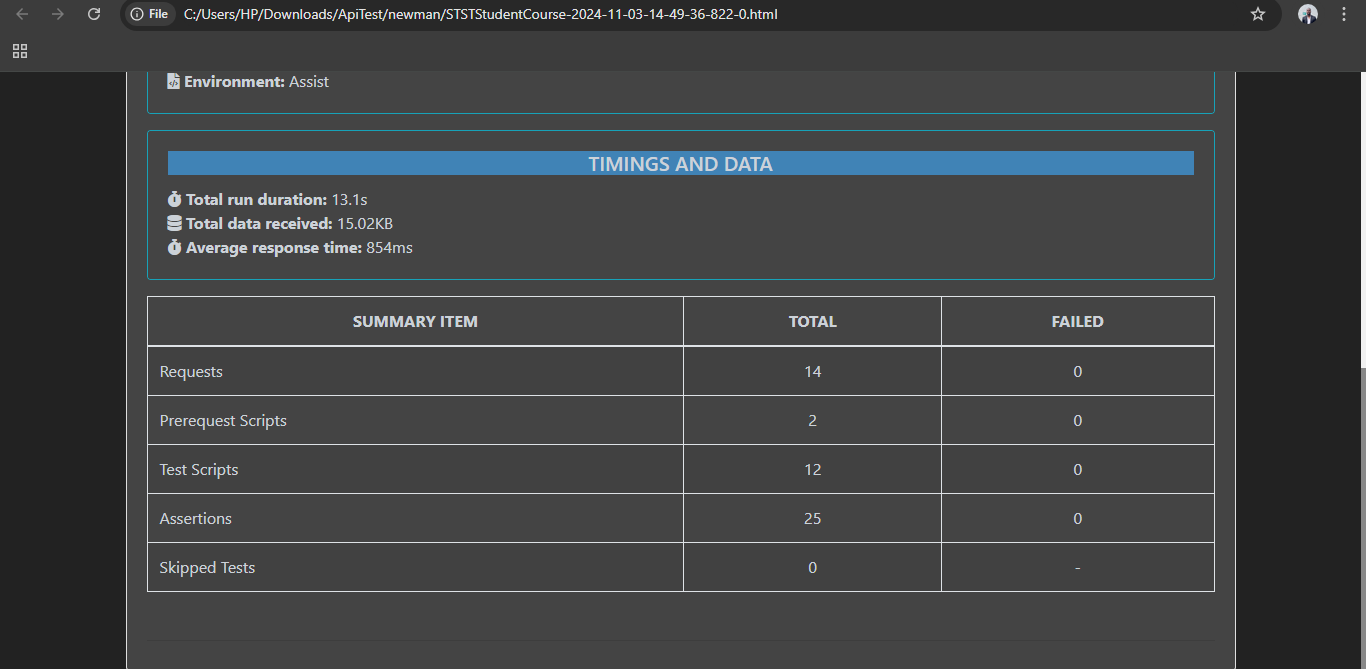 File C:/Users/HP/Downloads/ApiTest/newman/STSTStudentCourse-2024-11-03-14-49-36-822-0.html
Environment: Assist
TIMINGS AND DATA
Total run duration: 13.1s
Total data received: 15.02KB
Average response time: 854ms
SUMMARY ITEM TOTAL FAILED
Requests 14 0
Prerequest Scripts 2 0
Test Scripts 12 0
Assertions 25 0
Skipped Tests 0 -